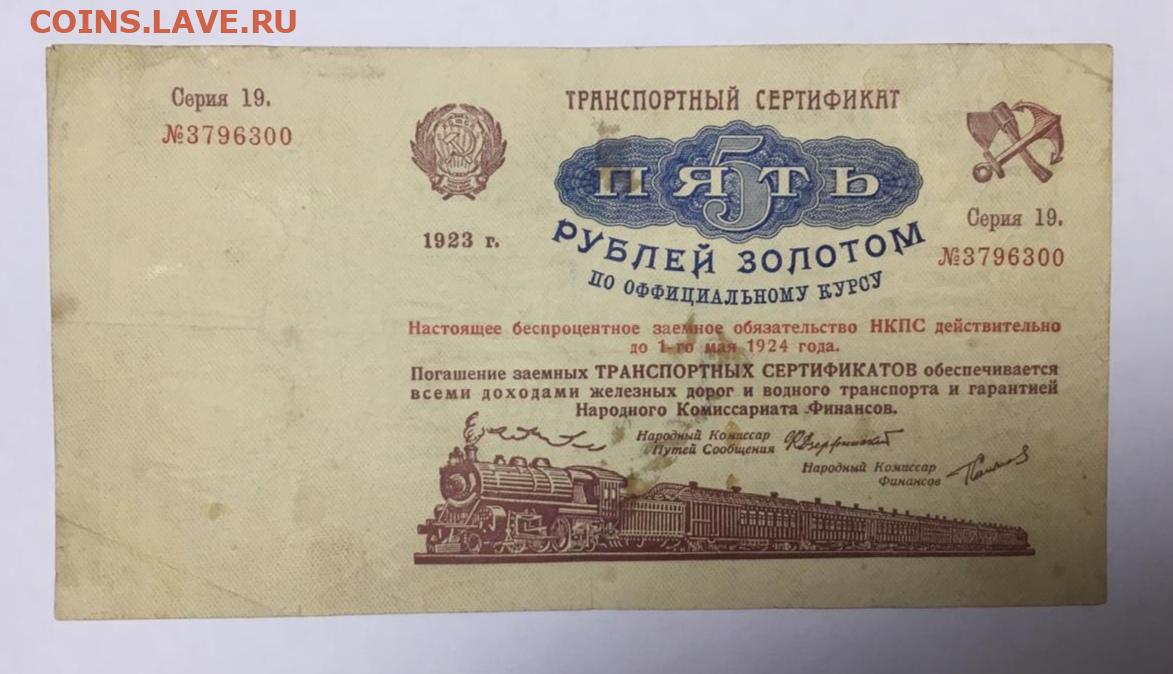 COINS.LAVE.RU
Серия 19.
№3796300
1923 г.
ТРАНСПОРТНЫЙ СЕРТИФИКАТ
5
ПЯТЬ
РУБЛЕЙ ЗОЛОТОМ
ПО ОФФИЦИАЛЬНОМУ КУРСУ
Серия 19.
№3796300
Настоящее беспроцентное заемное обязательство НКПС действительно
до 1-го мая 1924 года.
Погашение заемных ТРАНСПОРТНЫХ СЕРТИФИКАТОВ обеспечивается
всеми доходами железных дорог и водного транспорта и гарантией
Народного Комиссариата Финансов.
Народный Комиссар
Путей Сообщения
Народный Комиссар
Финансов